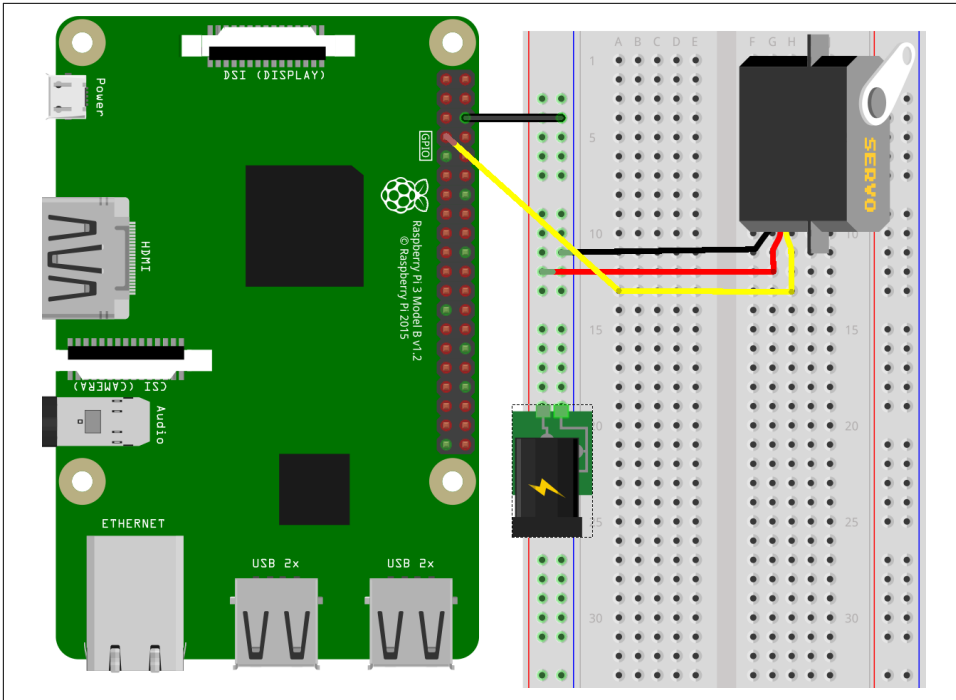 DSI (DISPLAY)
Power
GPIO
HDMI
Raspberry Pi 3 Model B v1.2
© Raspberry Pi 2015
CSI (CAMERA)
Audio
ETHERNET
USB 2x
USB 2x
A B C D E
F G H
1
5
10
10
15
15
20
20
25
25
30
30
SERVO